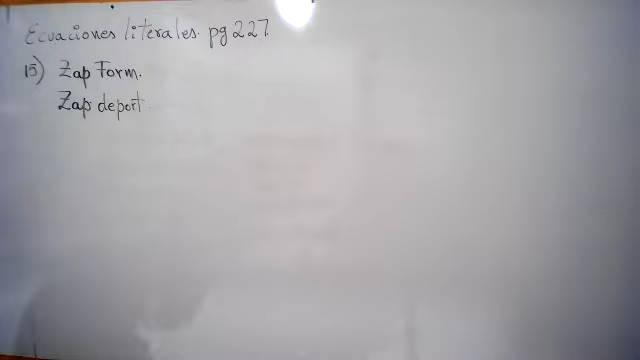 Ecuaciones literales. pg 227
15) Zap Form.
Zap deport.